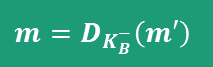 m = D_{K_B^-}(m′)